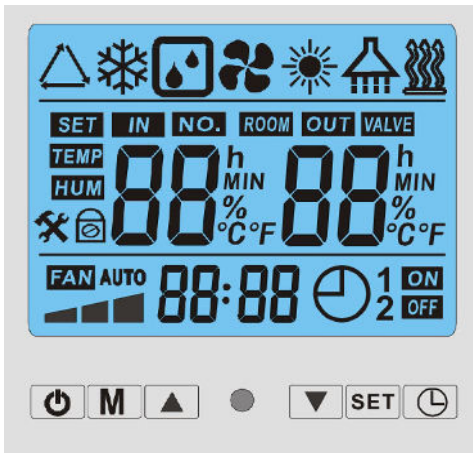 SET IN NO. ROOM OUT VALVE
TEMP 88 h 88 h
HUM MIN MIN
% %
°C °F °C °F
FAN AUTO 88:88 1 ON
2 OFF
M SET